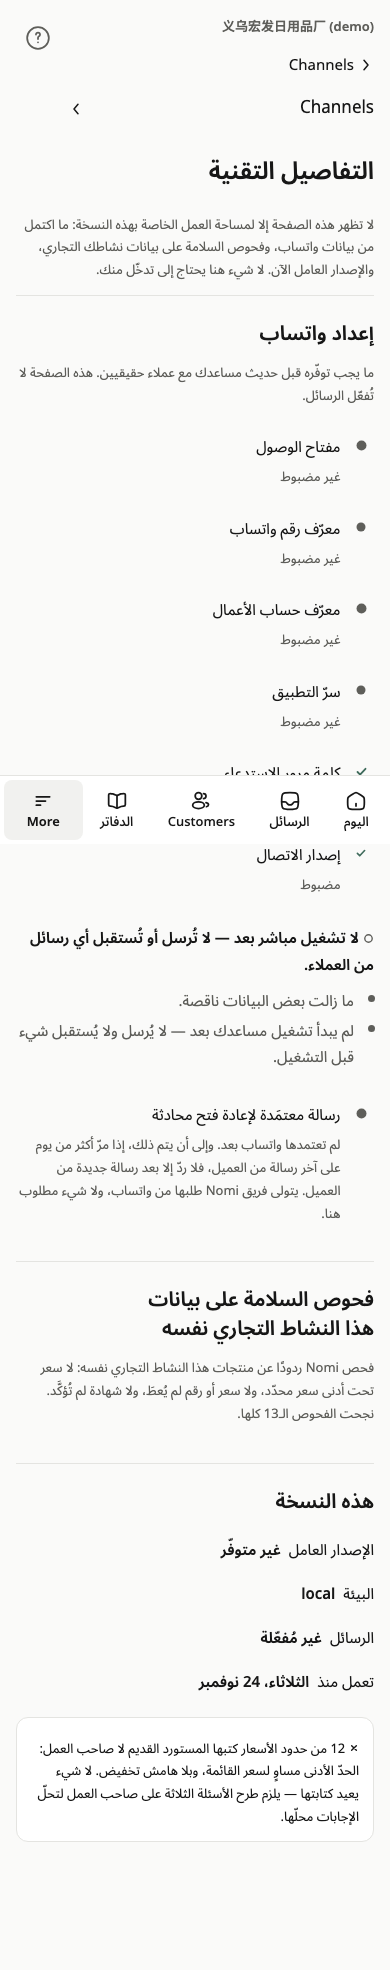 义乌宏发日用品厂 (demo)
Channels
Channels
التفاصيل التقنية
لا تظهر هذه الصفحة إلا لمساحة العمل الخاصة بهذه النسخة: ما اكتمل
من بيانات واتساب، وفحوص السلامة على بيانات نشاطك التجاري،
والإصدار العامل الآن. لا شيء هنا يحتاج إلى تدخّل منك.
إعداد واتساب
ما يجب توفّره قبل حديث مساعدك مع عملاء حقيقيين. هذه الصفحة لا
تُفعّل الرسائل.
مفتاح الوصول
غير مضبوط
معرّف رقم واتساب
غير مضبوط
معرّف حساب الأعمال
غير مضبوط
سرّ التطبيق
غير مضبوط
كلمة مرور الاستدعاء
اليوم
الرسائل
Customers
الدفاتر
More
إصدار الاتصال
مضبوط
لا تشغيل مباشر بعد — لا تُرسل أو تُستقبل أي رسائل
من العملاء.
ما زالت بعض البيانات ناقصة.
لم يبدأ تشغيل مساعدك بعد — لا يُرسل ولا يُستقبل شيء
قبل التشغيل.
رسالة معتمَدة لإعادة فتح محادثة
لم تعتمدها واتساب بعد. وإلى أن يتم ذلك، إذا مرّ أكثر من يوم
على آخر رسالة من العميل، فلا ردّ إلا بعد رسالة جديدة من
العميل. يتولى فريق Nomi طلبها من واتساب، ولا شيء مطلوب
هنا.
فحوص السلامة على بيانات
هذا النشاط التجاري نفسه
فحص Nomi ردودًا عن منتجات هذا النشاط التجاري نفسه: لا سعر
تحت أدنى سعر محدّد، ولا سعر أو رقم لم يُعطَ، ولا شهادة لم تُؤكَّد.
نجحت الفحوص الـ13 كلها.
هذه النسخة
الإصدار العامل غير متوفّر
البيئة local
الرسائل غير مُفعّلة
تعمل منذ الثلاثاء، 24 نوفمبر
× 12 من حدود الأسعار كتبها المستورد القديم لا صاحب العمل:
الحدّ الأدنى مساوٍ لسعر القائمة، وبلا هامش تخفيض. لا شيء
يعيد كتابتها — يلزم طرح الأسئلة الثلاثة على صاحب العمل لتحلّ
الإجابات محلّها.